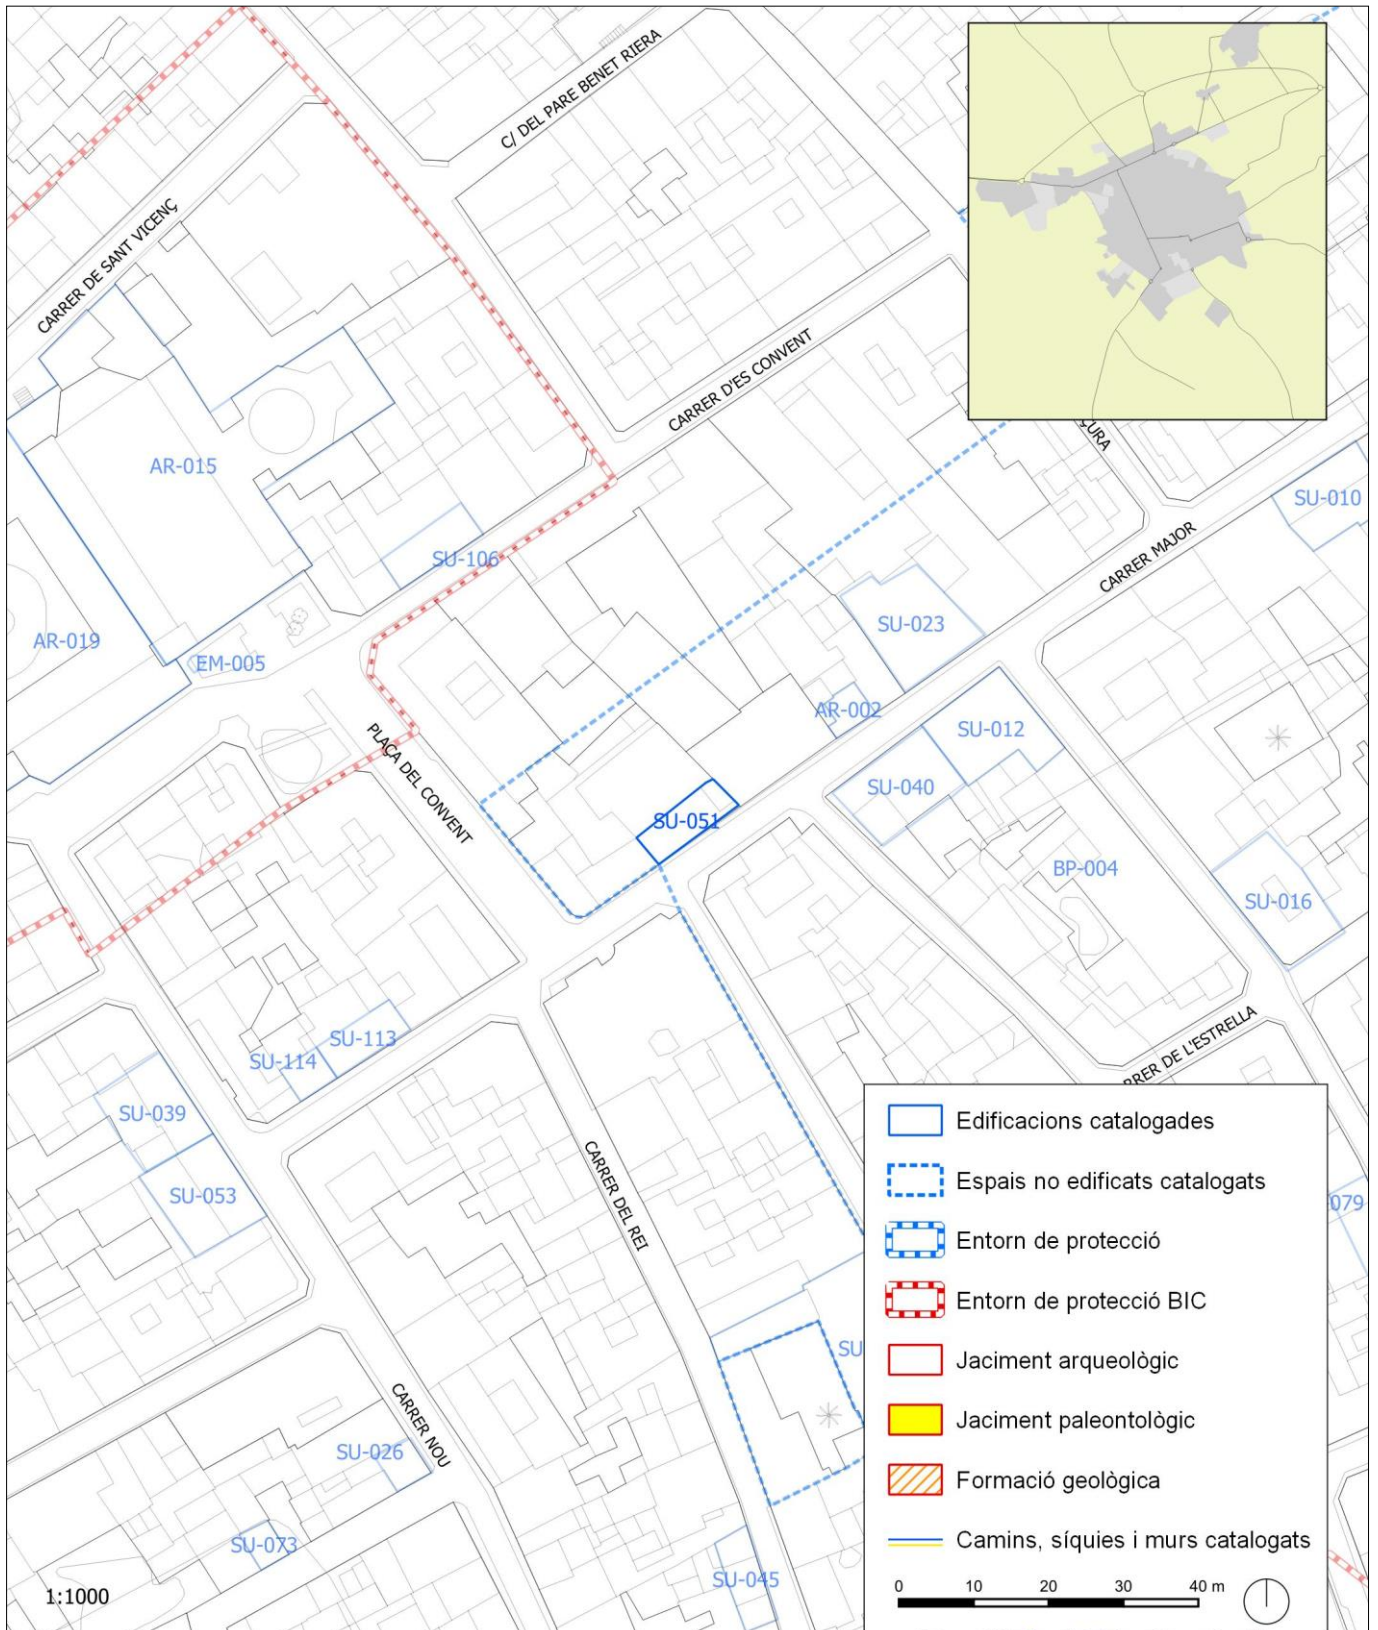 C/ DEL PARE BENET RIERA
CARRER DE SANT VICENÇ
CARRER D'ES CONVENT
ÇURA
AR-015
SU-010
CARRER MAJOR
SU-106
SU-023
AR-019
EM-005
AR-002
SU-012
PLAÇA DEL CONVENT
SU-040
SU-051
BP-004
SU-016
SU-113
SU-114
RRER DE L'ESTRELLA
SU-039
SU-053
CARRER DEL REI
079
SU
CARRER NOU
SU-026
SU-073
SU-045
1:1000
Edificacions catalogades
Espais no edificats catalogats
Entorn de protecció
Entorn de protecció BIC
Jaciment arqueològic
Jaciment paleontològic
Formació geològica
Camins, síquies i murs catalogats
0 10 20 30 40 m